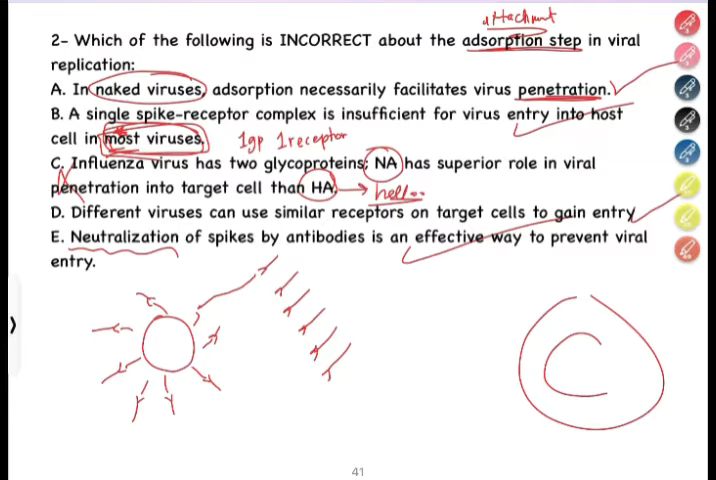 attachment
2- Which of the following is INCORRECT about the adsorption step in viral
replication:
A. In naked viruses, adsorption necessarily facilitates virus penetration.
B. A single spike-receptor complex is insufficient for virus entry into host
cell in most viruses. 1gp 1receptor
C. Influenza virus has two glycoproteins; NA has superior role in viral
penetration into target cell than HA. hello..
D. Different viruses can use similar receptors on target cells to gain entry
E. Neutralization of spikes by antibodies is an effective way to prevent viral
entry.
C
41